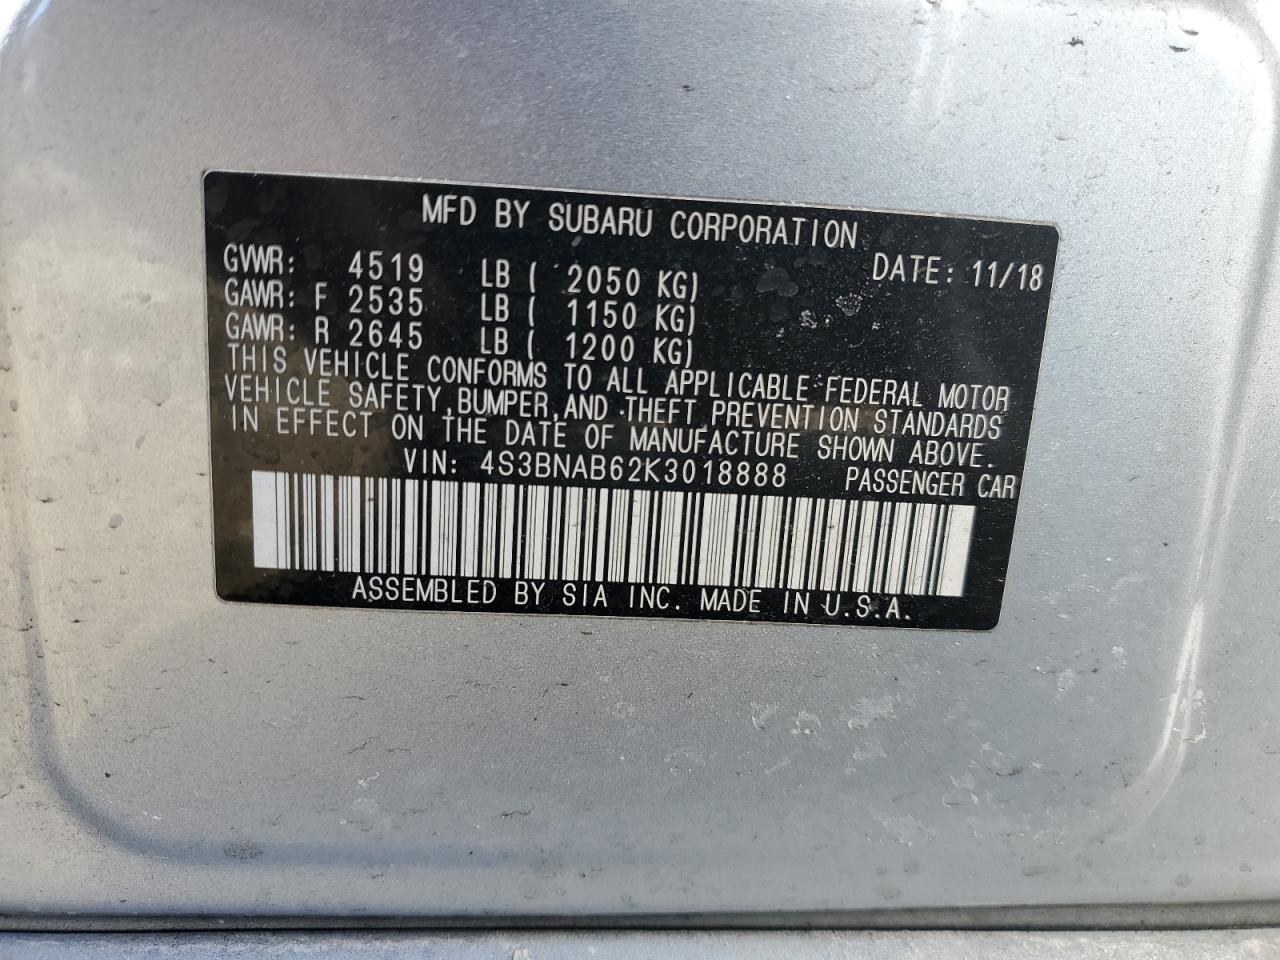 MFD BY SUBARU CORPORATION
GVWR: 4519 LB ( 2050 KG) DATE: 11/18
GAWR: F 2535 LB ( 1150 KG)
GAWR: R 2645 LB ( 1200 KG)
THIS VEHICLE CONFORMS TO ALL APPLICABLE FEDERAL MOTOR
VEHICLE SAFETY, BUMPER, AND THEFT PREVENTION STANDARDS
IN EFFECT ON THE DATE OF MANUFACTURE SHOWN ABOVE.
VIN: 4S3BNAB62K3018888 PASSENGER CAR
ASSEMBLED BY SIA INC. MADE IN U.S.A.